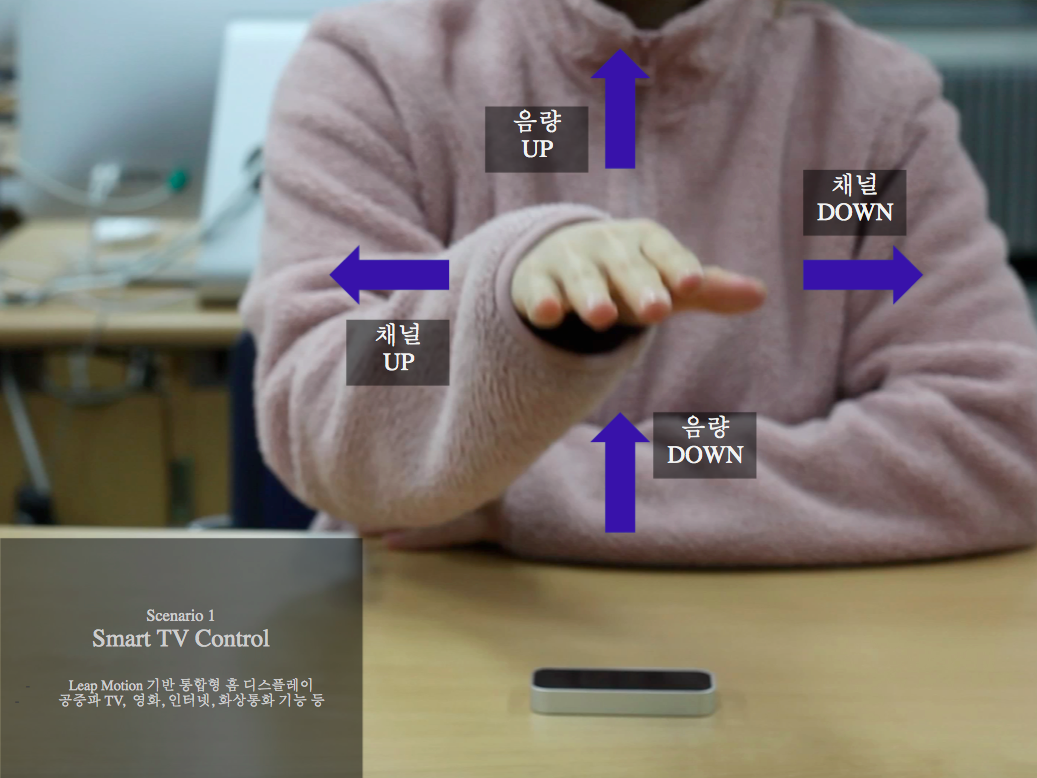 음량
UP
채널
DOWN
채널
UP
음량
DOWN
Scenario 1
Smart TV Control
Leap Motion 기반 통합형 홈 디스플레이
공중파 TV, 영화, 인터넷, 화상통화 기능 등